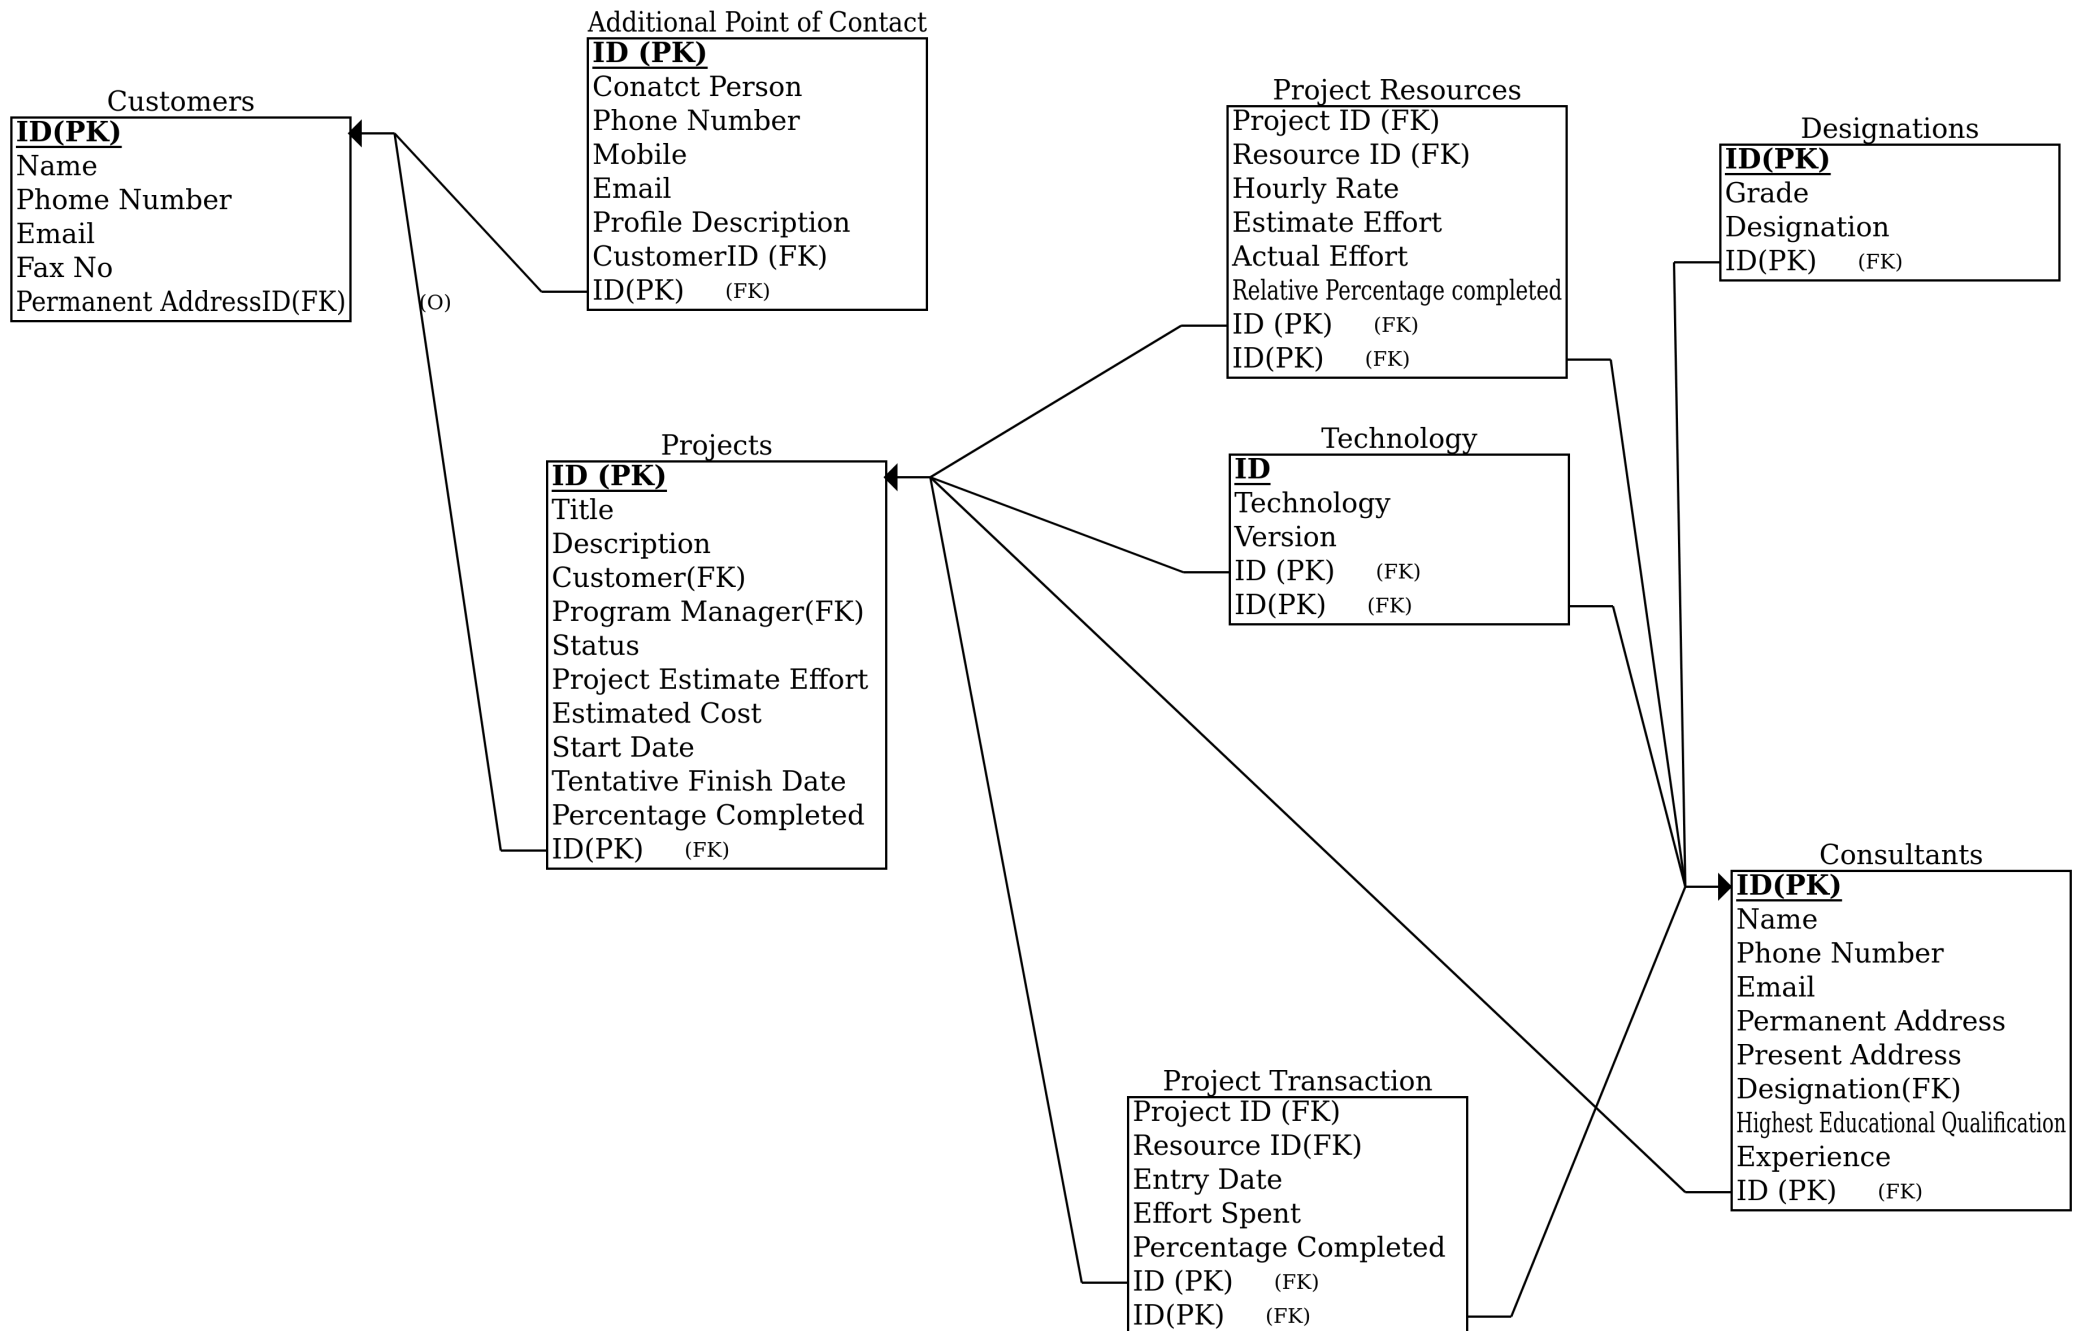 Additional Point of Contact
ID (PK)
Conatct Person
Phone Number
Mobile
Email
Profile Description
CustomerID (FK)
ID(PK) (FK)
Customers
ID(PK)
Name
Phome Number
Email
Fax No
Permanent AddressID(FK)
(O)
Project Resources
Project ID (FK)
Resource ID (FK)
Hourly Rate
Estimate Effort
Actual Effort
Relative Percentage completed
ID (PK) (FK)
ID(PK) (FK)
Designations
ID(PK)
Grade
Designation
ID(PK) (FK)
Projects
ID (PK)
Title
Description
Customer(FK)
Program Manager(FK)
Status
Project Estimate Effort
Estimated Cost
Start Date
Tentative Finish Date
Percentage Completed
ID(PK) (FK)
Technology
ID
Technology
Version
ID (PK) (FK)
ID(PK) (FK)
Consultants
ID(PK)
Name
Phone Number
Email
Permanent Address
Present Address
Designation(FK)
Highest Educational Qualification
Experience
ID (PK) (FK)
Project Transaction
Project ID (FK)
Resource ID(FK)
Entry Date
Effort Spent
Percentage Completed
ID (PK) (FK)
ID(PK) (FK)